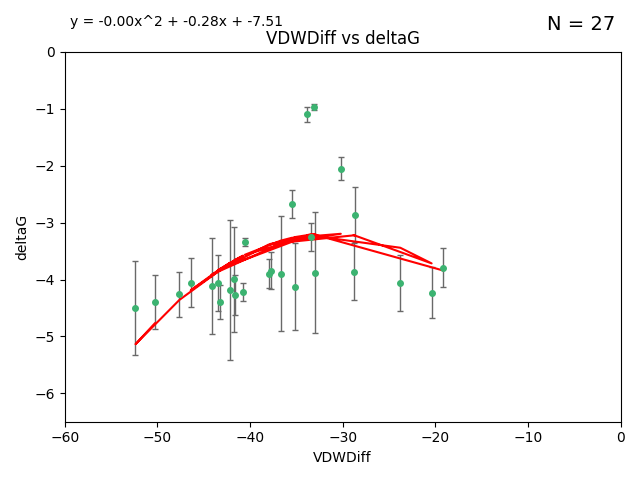 y = -0.00x^2 + -0.28x + -7.51
N = 27
VDWDiff vs deltaG
0
−1
−2
−3
−4
−5
−6
deltaG
−60 −50 −40 −30 −20 −10 0
VDWDiff